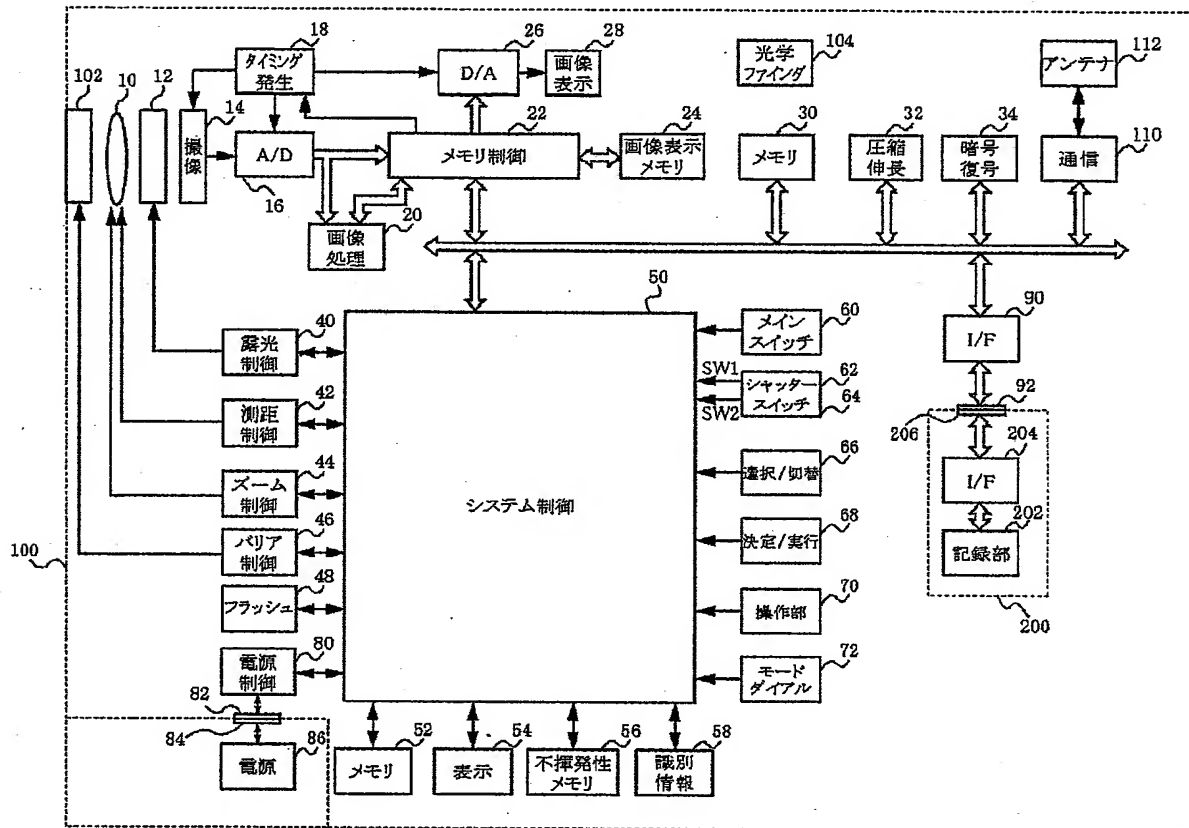 18
26
28
104
112
タイミング
発生
D/A
画像
表示
光学
ファインダ
アンテナ
102
10
12
14
撮像
A/D
16
22
メモリ制御
24
画像表示
メモリ
30
メモリ
32
圧縮
伸長
34
暗号
復号
通信
110
20
画像
処理
50
システム制御
40
露光
制御
42
測距
制御
44
ズーム
制御
46
バリア
制御
48
フラッシュ
80
電源
制御
82
84
86
電源
100
60
メイン
スイッチ
SW1
SW2
62
シャッター
スイッチ
64
66
選択/切替
68
決定/実行
70
操作部
72
モード
ダイアル
90
I/F
92
206
204
I/F
202
記録部
200
52
メモリ
54
表示
56
不揮発性
メモリ
58
識別
情報